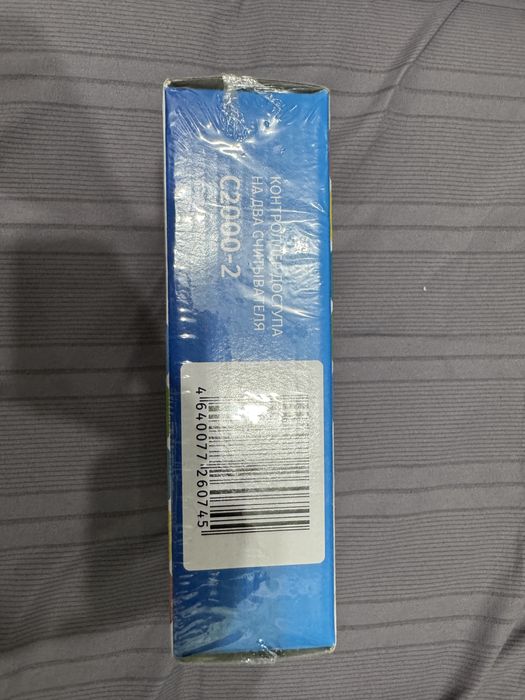 КОНТРОЛЛЕР ДОСТУПА
НА ДВА СЧИТЫВАТЕЛЯ
С2000-2
4 640077 260745